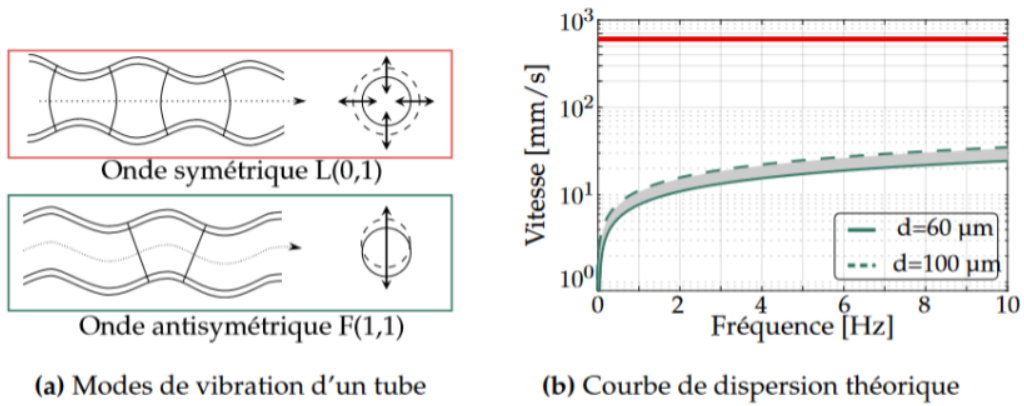 Onde symétrique L(0,1)
Onde antisymétrique F(1,1)
(a) Modes de vibration d'un tube
Vitesse [mm/s]
10³
10²
10¹
10⁰
d=60 µm
d=100 µm
0 2 4 6 8 10
Fréquence [Hz]
(b) Courbe de dispersion théorique